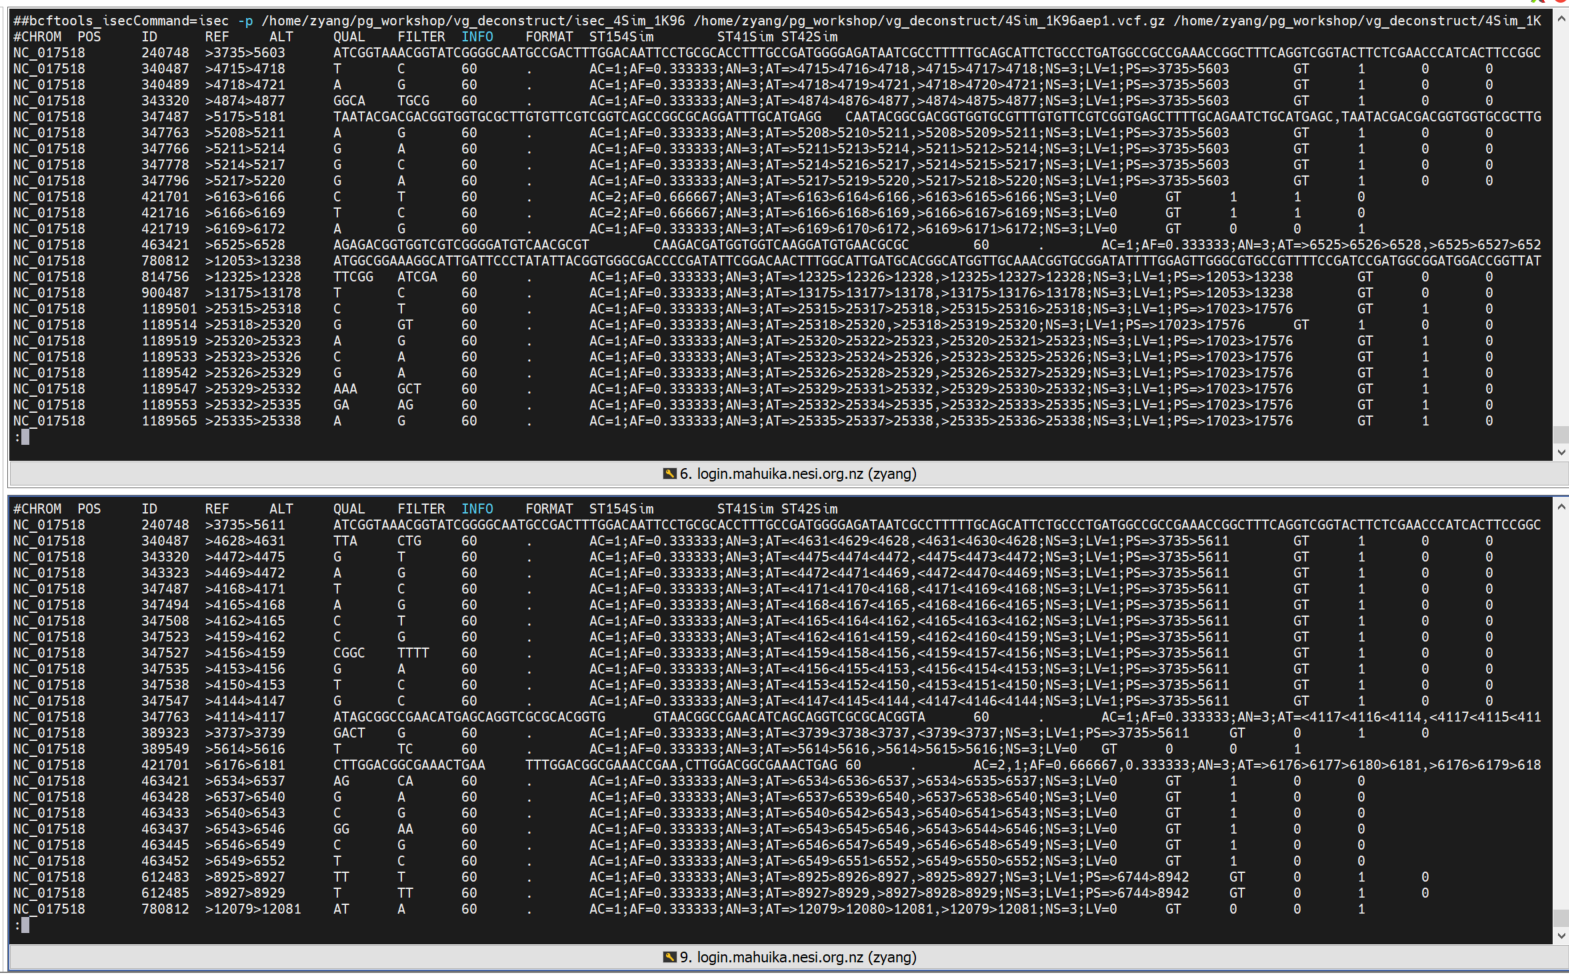 ##bcftools_isecCommand=isec -p /home/zyang/pg_workshop/vg_deconstruct/isec_4Sim_1K96 /home/zyang/pg_workshop/vg_deconstruct/4Sim_1K96aep1.vcf.gz /home/zyang/pg_workshop/vg_deconstruct/4Sim_1K
#CHROM POS ID REF ALT QUAL FILTER INFO FORMAT ST154Sim ST41Sim ST42Sim
NC_017518 240748 >3735>5603 ATCGGTAAACGGTATCGGGGCAATGCCGACTTTGGACAATTCCTGCGCACCTTTGCCGATGGGGAGATAATCGCCTTTTTGCAGCATTCTGCCCTGATGGCCGCCGAAACCGGCTTTCAGGTCGGTACTTCTCGAACCCATCACTTCCGGC
NC_017518 340487 >4715>4718 T C 60 . AC=1;AF=0.333333;AN=3;AT=>4715>4716>4718,>4715>4717>4718;NS=3;LV=1;PS=>3735>5603 GT 1 0 0
NC_017518 340489 >4718>4721 A G 60 . AC=1;AF=0.333333;AN=3;AT=>4718>4719>4721,>4718>4720>4721;NS=3;LV=1;PS=>3735>5603 GT 1 0 0
NC_017518 343320 >4874>4877 GGCA TGCG 60 . AC=1;AF=0.333333;AN=3;AT=>4874>4876>4877,>4874>4875>4877;NS=3;LV=1;PS=>3735>5603 GT 1 0 0
NC_017518 347487 >5175>5181 TAATACGACGACGGTGGTGCGCTTGTGTTCGTCGGTCAGCCGGCGCAGGATTTGCATGAGG CAATACGGCGACGGTGGTGCGTTTGTGTTCGTCGGTGAGCTTTTGCAGAATCTGCATGAGC,TAATACGACGACGGTGGTGCGCTTG
NC_017518 347763 >5208>5211 A G 60 . AC=1;AF=0.333333;AN=3;AT=>5208>5210>5211,>5208>5209>5211;NS=3;LV=1;PS=>3735>5603 GT 1 0 0
NC_017518 347766 >5211>5214 G A 60 . AC=1;AF=0.333333;AN=3;AT=>5211>5213>5214,>5211>5212>5214;NS=3;LV=1;PS=>3735>5603 GT 1 0 0
NC_017518 347778 >5214>5217 G C 60 . AC=1;AF=0.333333;AN=3;AT=>5214>5216>5217,>5214>5215>5217;NS=3;LV=1;PS=>3735>5603 GT 1 0 0
NC_017518 347796 >5217>5220 G A 60 . AC=1;AF=0.333333;AN=3;AT=>5217>5219>5220,>5217>5218>5220;NS=3;LV=1;PS=>3735>5603 GT 1 0 0
NC_017518 421701 >6163>6166 C T 60 . AC=2;AF=0.666667;AN=3;AT=>6163>6164>6166,>6163>6165>6166;NS=3;LV=0 GT 1 1 0
NC_017518 421716 >6166>6169 T C 60 . AC=2;AF=0.666667;AN=3;AT=>6166>6168>6169,>6166>6167>6169;NS=3;LV=0 GT 1 1 0
NC_017518 421719 >6169>6172 A G 60 . AC=1;AF=0.333333;AN=3;AT=>6169>6170>6172,>6169>6171>6172;NS=3;LV=0 GT 0 0 1
NC_017518 463421 >6525>6528 AGAGACGGTGGTCGTCGGGGATGTCAACGCGT CAAGACGATGGTGGTCAAGGATGTGAACGCGC 60 . AC=1;AF=0.333333;AN=3;AT=>6525>6526>6528,>6525>6527>652
NC_017518 780812 >12053>13238 ATGGCGGAAAGGCATTGATTCCCTATATTACGGTGGGCGACCCCGATATTCGGACAACTTTGGCATTGATGCACGGCATGGTTGCAAACGGTGCGGATATTTTGGAGTTGGGCGTGCCGTTTTCCGATCCGATGGCGGATGGACCGGTTAT
NC_017518 814756 >12325>12328 TTCGG ATCGA 60 . AC=1;AF=0.333333;AN=3;AT=>12325>12326>12328,>12325>12327>12328;NS=3;LV=1;PS=>12053>13238 GT 0 0
NC_017518 900487 >13175>13178 T C 60 . AC=1;AF=0.333333;AN=3;AT=>13175>13177>13178,>13175>13176>13178;NS=3;LV=1;PS=>12053>13238 GT 0 0
NC_017518 1189501 >25315>25318 C T 60 . AC=1;AF=0.333333;AN=3;AT=>25315>25317>25318,>25315>25316>25318;NS=3;LV=1;PS=>17023>17576 GT 1 0
NC_017518 1189514 >25318>25320 G GT 60 . AC=1;AF=0.333333;AN=3;AT=>25318>25320,>25318>25319>25320;NS=3;LV=1;PS=>17023>17576 GT 1 0
NC_017518 1189519 >25320>25323 A G 60 . AC=1;AF=0.333333;AN=3;AT=>25320>25322>25323,>25320>25321>25323;NS=3;LV=1;PS=>17023>17576 GT 1 0
NC_017518 1189533 >25323>25326 C A 60 . AC=1;AF=0.333333;AN=3;AT=>25323>25324>25326,>25323>25325>25326;NS=3;LV=1;PS=>17023>17576 GT 1 0
NC_017518 1189542 >25326>25329 G A 60 . AC=1;AF=0.333333;AN=3;AT=>25326>25328>25329,>25326>25327>25329;NS=3;LV=1;PS=>17023>17576 GT 1 0
NC_017518 1189547 >25329>25332 AAA GCT 60 . AC=1;AF=0.333333;AN=3;AT=>25329>25331>25332,>25329>25330>25332;NS=3;LV=1;PS=>17023>17576 GT 1 0
NC_017518 1189553 >25332>25335 GA AG 60 . AC=1;AF=0.333333;AN=3;AT=>25332>25334>25335,>25332>25333>25335;NS=3;LV=1;PS=>17023>17576 GT 1 0
NC_017518 1189565 >25335>25338 A G 60 . AC=1;AF=0.333333;AN=3;AT=>25335>25337>25338,>25335>25336>25338;NS=3;LV=1;PS=>17023>17576 GT 1 0
:
6. login.mahuika.nesi.org.nz (zyang)
#CHROM POS ID REF ALT QUAL FILTER INFO FORMAT ST154Sim ST41Sim ST42Sim
NC_017518 240748 >3735>5611 ATCGGTAAACGGTATCGGGGCAATGCCGACTTTGGACAATTCCTGCGCACCTTTGCCGATGGGGAGATAATCGCCTTTTTGCAGCATTCTGCCCTGATGGCCGCCGAAACCGGCTTTCAGGTCGGTACTTCTCGAACCCATCACTTCCGGC
NC_017518 340487 >4628>4631 TTA CTG 60 . AC=1;AF=0.333333;AN=3;AT=<4631<4629<4628,<4631<4630<4628;NS=3;LV=1;PS=>3735>5611 GT 1 0 0
NC_017518 343320 >4472>4475 G T 60 . AC=1;AF=0.333333;AN=3;AT=<4475<4474<4472,<4475<4473<4472;NS=3;LV=1;PS=>3735>5611 GT 1 0 0
NC_017518 343323 >4469>4472 A G 60 . AC=1;AF=0.333333;AN=3;AT=<4472<4471<4469,<4472<4470<4469;NS=3;LV=1;PS=>3735>5611 GT 1 0 0
NC_017518 347487 >4168>4171 T C 60 . AC=1;AF=0.333333;AN=3;AT=<4171<4170<4168,<4171<4169<4168;NS=3;LV=1;PS=>3735>5611 GT 1 0 0
NC_017518 347494 >4165>4168 A G 60 . AC=1;AF=0.333333;AN=3;AT=<4168<4167<4165,<4168<4166<4165;NS=3;LV=1;PS=>3735>5611 GT 1 0 0
NC_017518 347508 >4162>4165 C T 60 . AC=1;AF=0.333333;AN=3;AT=<4165<4164<4162,<4165<4163<4162;NS=3;LV=1;PS=>3735>5611 GT 1 0 0
NC_017518 347523 >4159>4162 C G 60 . AC=1;AF=0.333333;AN=3;AT=<4162<4161<4159,<4162<4160<4159;NS=3;LV=1;PS=>3735>5611 GT 1 0 0
NC_017518 347527 >4156>4159 CGGC TTTT 60 . AC=1;AF=0.333333;AN=3;AT=<4159<4158<4156,<4159<4157<4156;NS=3;LV=1;PS=>3735>5611 GT 1 0 0
NC_017518 347535 >4153>4156 G A 60 . AC=1;AF=0.333333;AN=3;AT=<4156<4155<4153,<4156<4154<4153;NS=3;LV=1;PS=>3735>5611 GT 1 0 0
NC_017518 347538 >4150>4153 T C 60 . AC=1;AF=0.333333;AN=3;AT=<4153<4152<4150,<4153<4151<4150;NS=3;LV=1;PS=>3735>5611 GT 1 0 0
NC_017518 347547 >4144>4147 G C 60 . AC=1;AF=0.333333;AN=3;AT=<4147<4145<4144,<4147<4146<4144;NS=3;LV=1;PS=>3735>5611 GT 1 0 0
NC_017518 347763 >4114>4117 ATAGCGGCCGAACATGAGCAGGTCGCGCACGGTG GTAACGGCCGAACATCAGCAGGTCGCGCACGGTA 60 . AC=1;AF=0.333333;AN=3;AT=<4117<4116<4114,<4117<4115<411
NC_017518 389323 >3737>3739 GACT G 60 . AC=1;AF=0.333333;AN=3;AT=<3739<3738<3737,<3739<3737;NS=3;LV=1;PS=>3735>5611 GT 0 1 0
NC_017518 389549 >5614>5616 T TC 60 . AC=1;AF=0.333333;AN=3;AT=>5614>5616,>5614>5615>5616;NS=3;LV=0 GT 0 0 1
NC_017518 421701 >6176>6181 CTTGGACGGCGAAACTGAA TTTGGACGGCGAAACCGAA,CTTGGACGGCGAAACTGAG 60 . AC=2,1;AF=0.666667,0.333333;AN=3;AT=>6176>6177>6180>6181,>6176>6179>618
NC_017518 463421 >6534>6537 AG CA 60 . AC=1;AF=0.333333;AN=3;AT=>6534>6536>6537,>6534>6535>6537;NS=3;LV=0 GT 1 0 0
NC_017518 463428 >6537>6540 G A 60 . AC=1;AF=0.333333;AN=3;AT=>6537>6539>6540,>6537>6538>6540;NS=3;LV=0 GT 1 0 0
NC_017518 463433 >6540>6543 C G 60 . AC=1;AF=0.333333;AN=3;AT=>6540>6542>6543,>6540>6541>6543;NS=3;LV=0 GT 1 0 0
NC_017518 463437 >6543>6546 GG AA 60 . AC=1;AF=0.333333;AN=3;AT=>6543>6545>6546,>6543>6544>6546;NS=3;LV=0 GT 1 0 0
NC_017518 463445 >6546>6549 C G 60 . AC=1;AF=0.333333;AN=3;AT=>6546>6547>6549,>6546>6548>6549;NS=3;LV=0 GT 1 0 0
NC_017518 463452 >6549>6552 T C 60 . AC=1;AF=0.333333;AN=3;AT=>6549>6551>6552,>6549>6550>6552;NS=3;LV=0 GT 1 0 0
NC_017518 612483 >8925>8927 TT T 60 . AC=1;AF=0.333333;AN=3;AT=>8925>8926>8927,>8925>8927;NS=3;LV=1;PS=>6744>8942 GT 0 1 0
NC_017518 612485 >8927>8929 T TT 60 . AC=1;AF=0.333333;AN=3;AT=>8927>8929,>8927>8928>8929;NS=3;LV=1;PS=>6744>8942 GT 0 1 0
NC_017518 780812 >12079>12081 AT A 60 . AC=1;AF=0.333333;AN=3;AT=>12079>12080>12081,>12079>12081;NS=3;LV=0 GT 0 0 1
:
9. login.mahuika.nesi.org.nz (zyang)